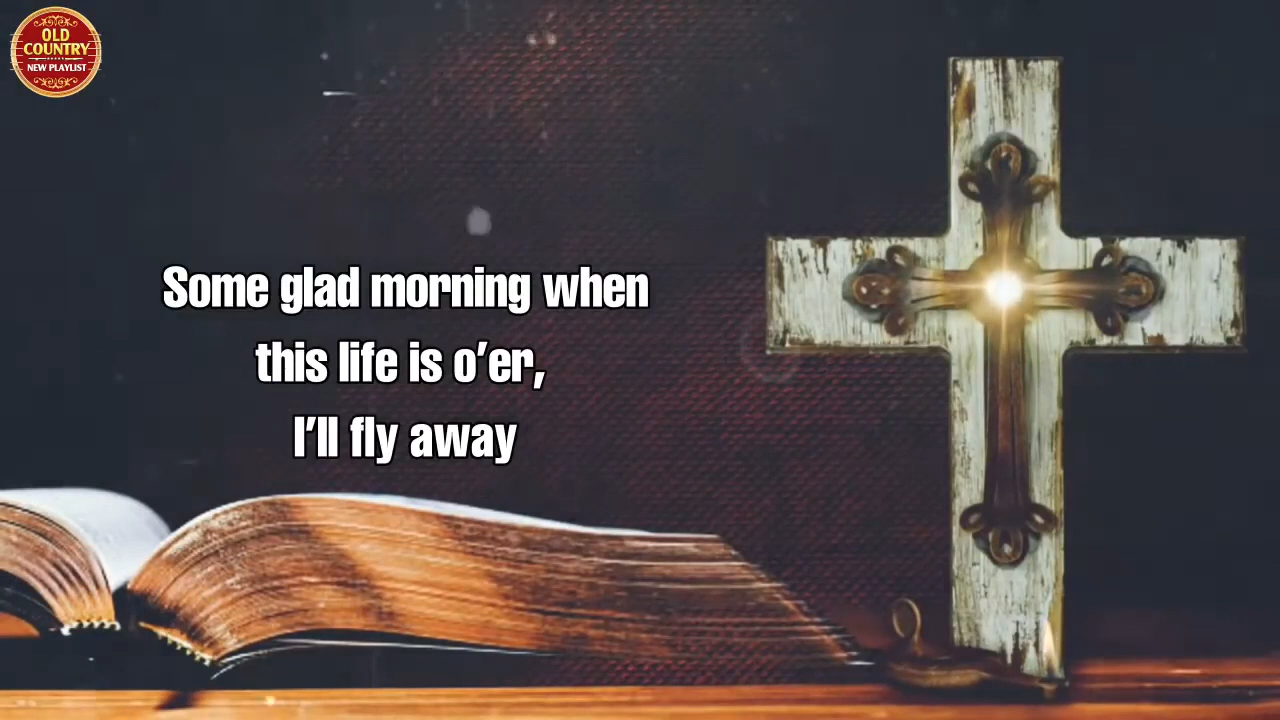 OLD
COUNTRY
NEW PLAYLIST
Some glad morning when
this life is o'er,
I'll fly away